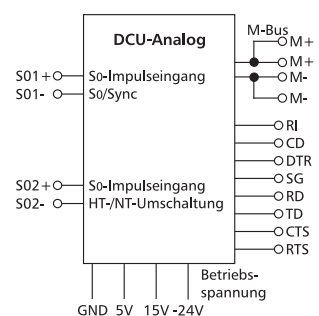 DCU-Analog
M-Bus
M+
M+
M-
M-
S01+
S0-Impulseingang
S01-
S0/Sync
RI
CD
DTR
SG
RD
TD
CTS
RTS
S02+
S0-Impulseingang
S02-
HT-/NT-Umschaltung
Betriebs-
spannung
GND 5V 15V -24V